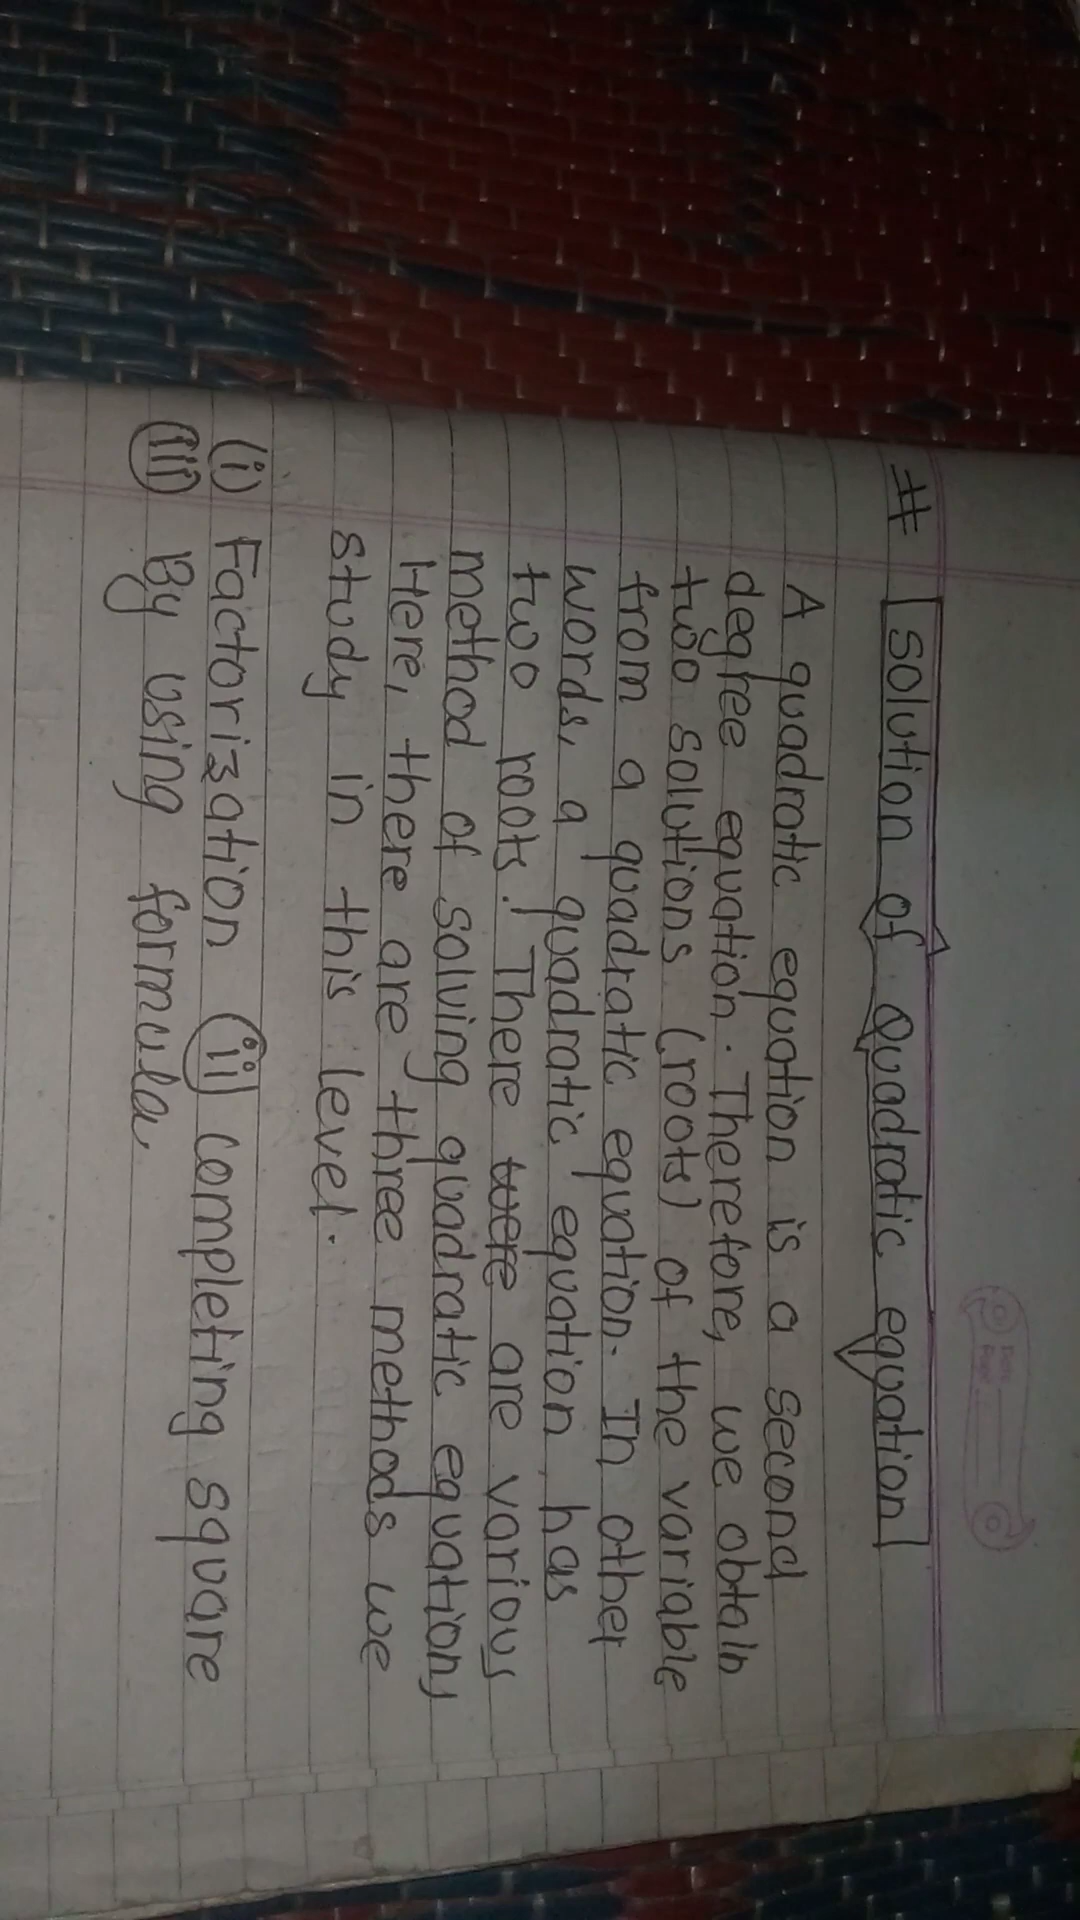 # Solution of Quadratic equation
A quadratic equation is a second
degree equation. Therefore, we obtain
two solutions (roots) of the variable
from a quadratic equation. In other
words, a quadratic equation has
two roots. There were are various
method of solving quadratic equations
Here, there are three methods we
study in this level.
(i) Factorization (ii) completing square
(iii) By using formula.